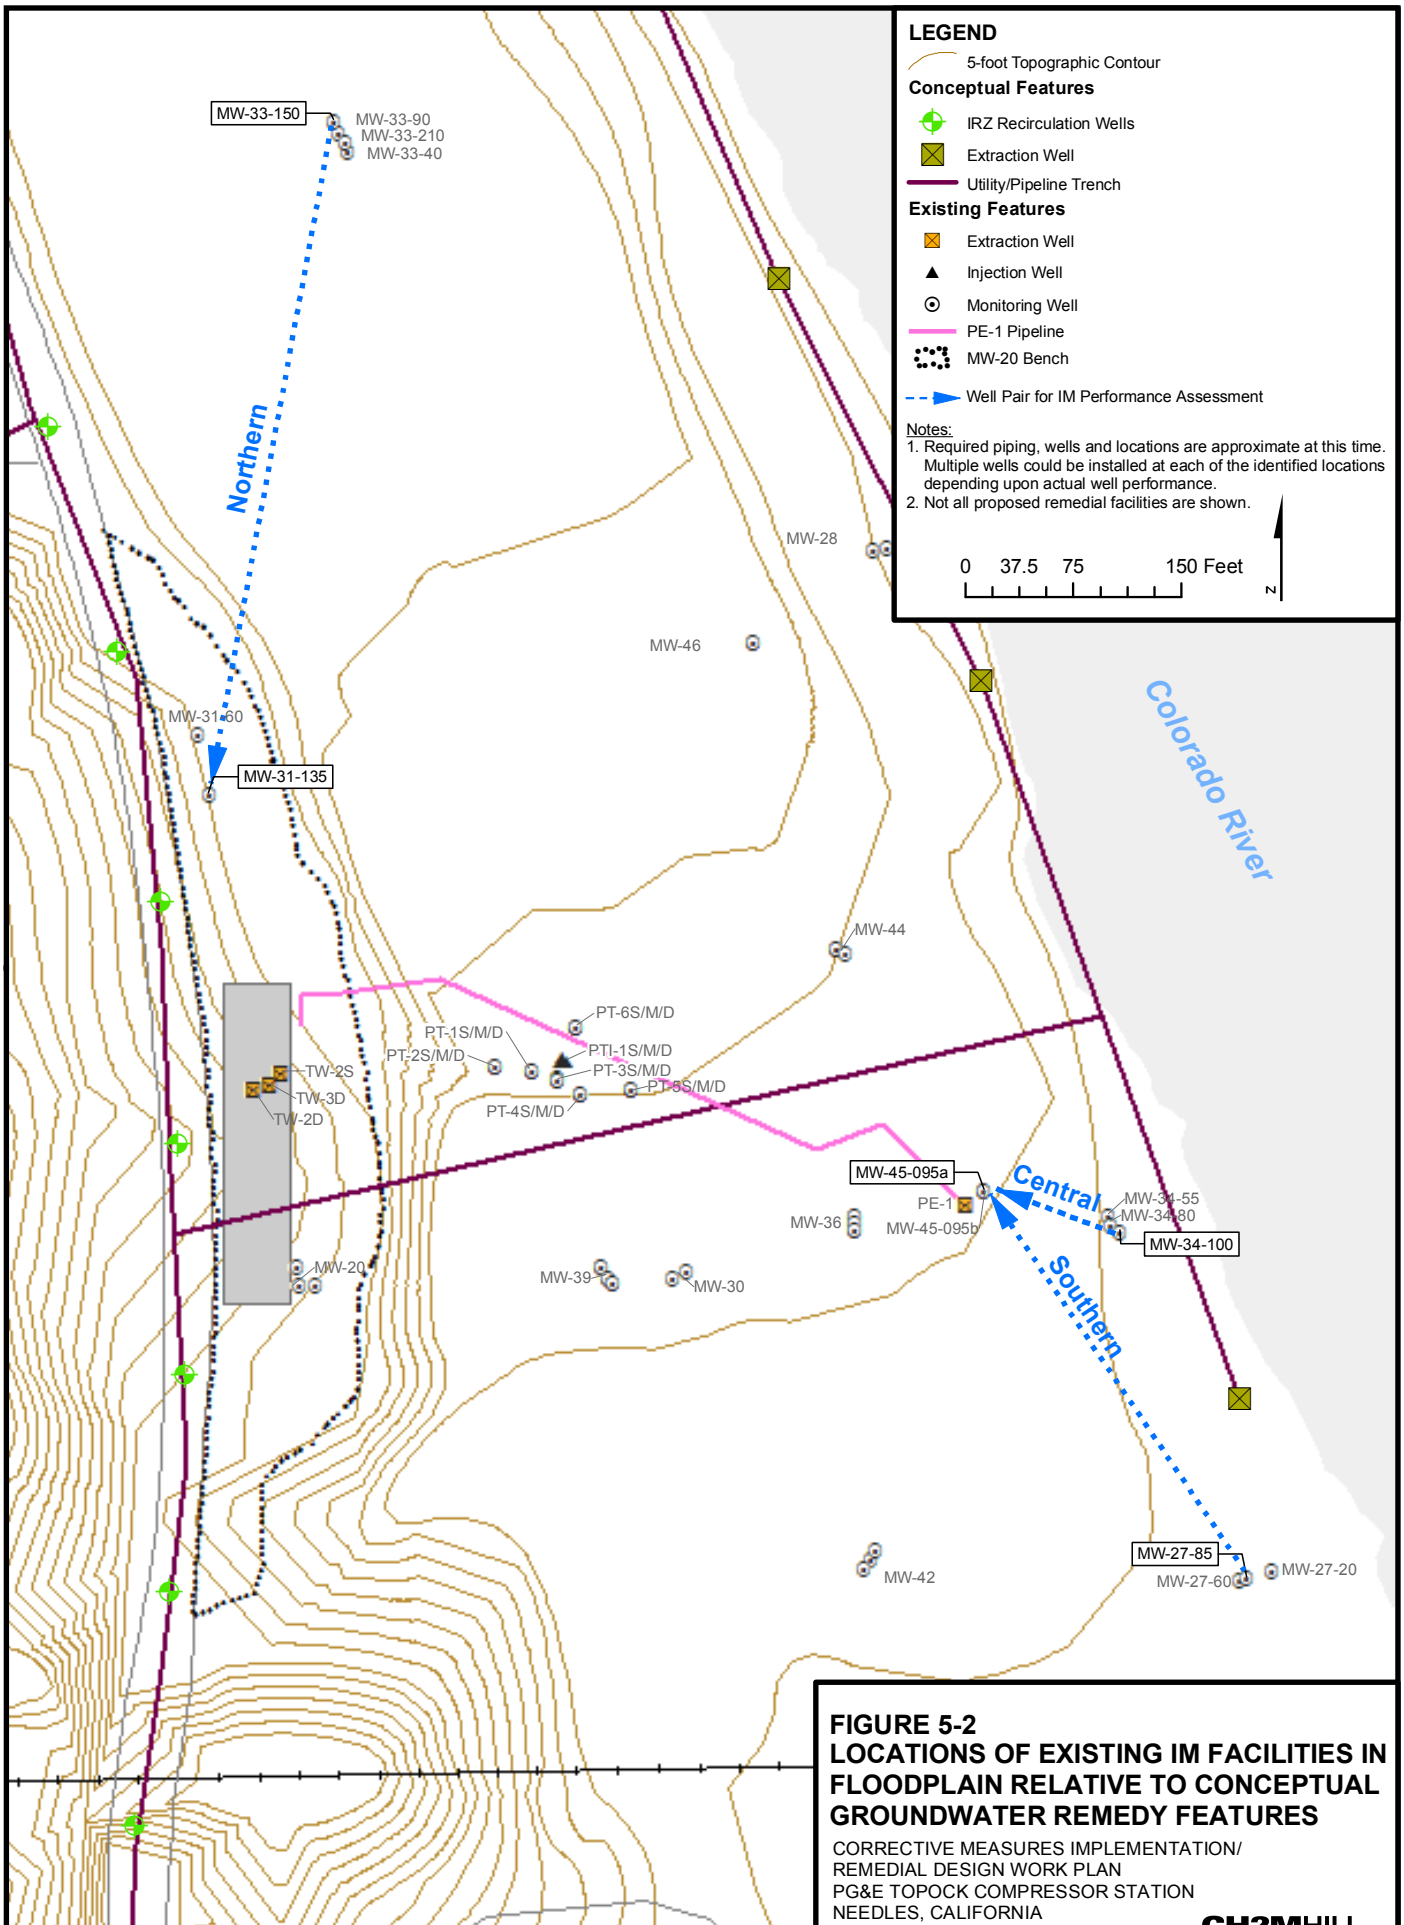 LEGEND
5-foot Topographic Contour
Conceptual Features
IRZ Recirculation Wells
Extraction Well
Utility/Pipeline Trench
Existing Features
Extraction Well
Injection Well
Monitoring Well
PE-1 Pipeline
MW-20 Bench
Well Pair for IM Performance Assessment
Notes:
1. Required piping, wells and locations are approximate at this time.
Multiple wells could be installed at each of the identified locations
depending upon actual well performance.
2. Not all proposed remedial facilities are shown.
0 37.5 75 150 Feet
Z
MW-33-150
MW-33-90
MW-33-210
MW-33-40
Northern
MW-28
MW-46
MW-31-60
MW-31-135
Colorado River
MW-44
PT-6S/M/D
PT-1S/M/D
PT-2S/M/D
PTI-1S/M/D
PT-3S/M/D
PT-5S/M/D
PT-4S/M/D
TW-2S
TW-3D
TW-2D
MW-45-095a
Central
PE-1
MW-45-095b
MW-34-55
MW-34-80
MW-34-100
MW-36
MW-20
MW-39
MW-30
Southern
MW-27-85
MW-27-60
MW-27-20
MW-42
FIGURE 5-2
LOCATIONS OF EXISTING IM FACILITIES IN
FLOODPLAIN RELATIVE TO CONCEPTUAL
GROUNDWATER REMEDY FEATURES
CORRECTIVE MEASURES IMPLEMENTATION/
REMEDIAL DESIGN WORK PLAN
PG&E TOPOCK COMPRESSOR STATION
NEEDLES, CALIFORNIA
CH2MHILL